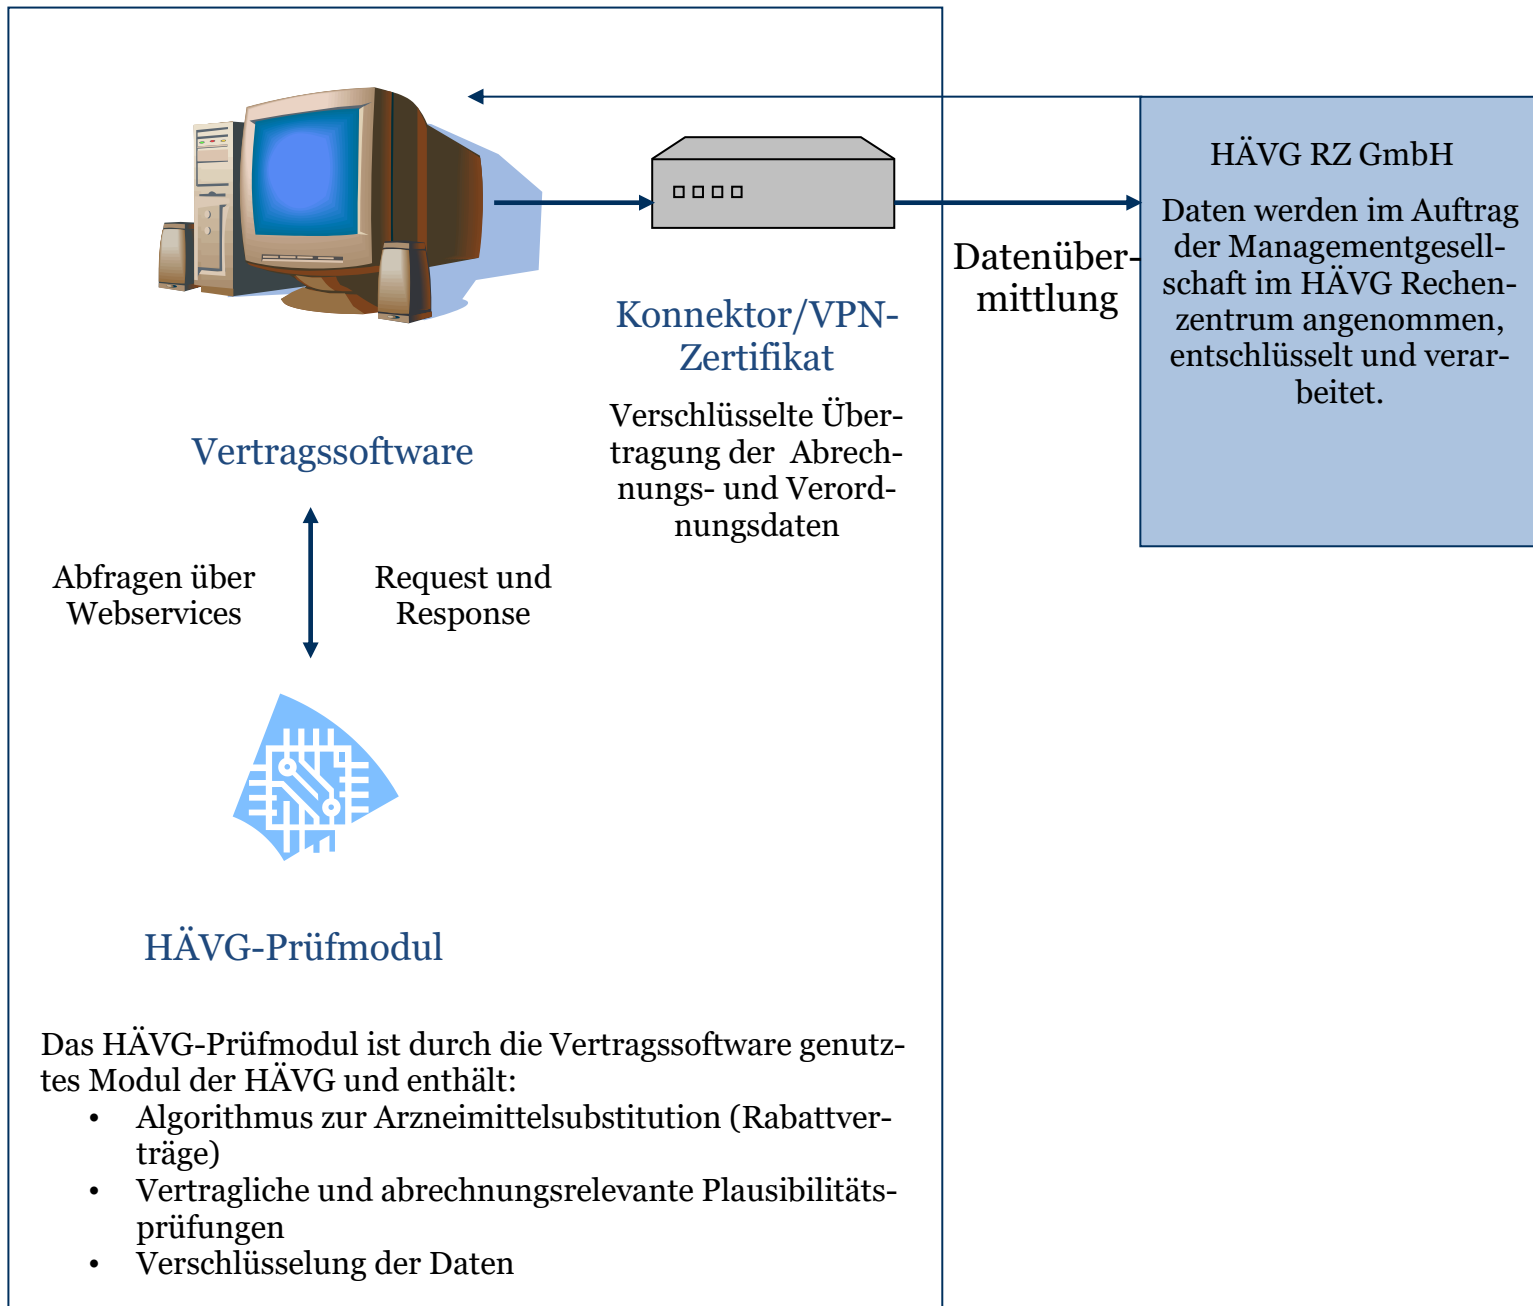 HÄVG RZ GmbH
Daten werden im Auftrag
der Managementgesell-
schaft im HÄVG Rechen-
zentrum angenommen,
entschlüsselt und verar-
beitet.
Datenüber-
mittlung
Konnektor/VPN-
Zertifikat
Verschlüsselte Über-
tragung der Abrech-
nungs- und Verord-
nungsdaten
Vertragssoftware
Abfragen über
Webservices
Request und
Response
HÄVG-Prüfmodul
Das HÄVG-Prüfmodul ist durch die Vertragssoftware genutz-
tes Modul der HÄVG und enthält:
• Algorithmus zur Arzneimittelsubstitution (Rabattver-
träge)
• Vertragliche und abrechnungsrelevante Plausibilitäts-
prüfungen
• Verschlüsselung der Daten